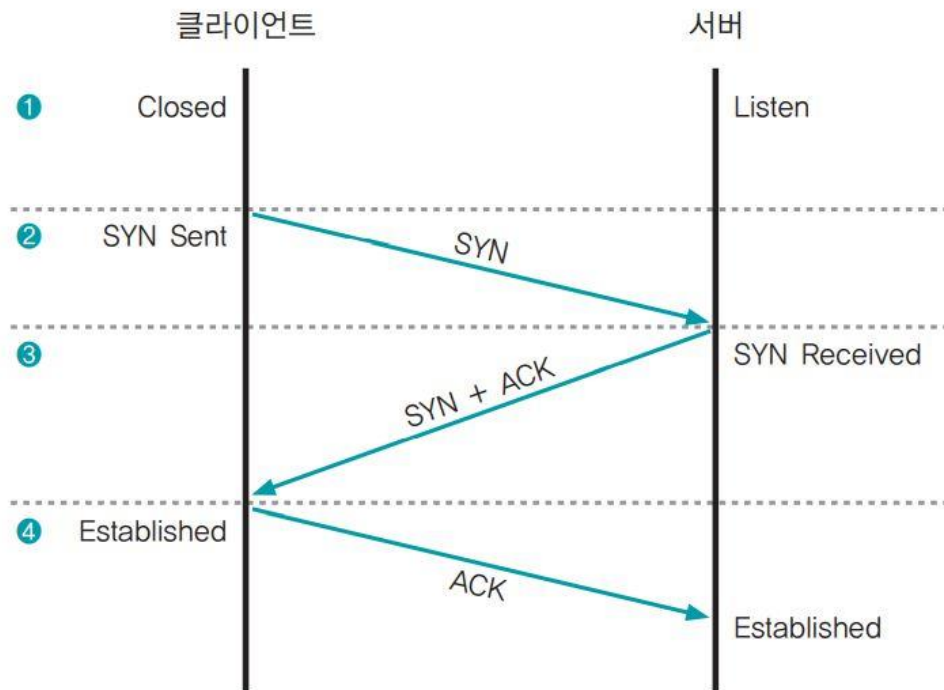 클라이언트 서버
❶ Closed Listen
❷ SYN Sent SYN
❸ SYN Received
SYN + ACK
❹ Established
ACK
Established